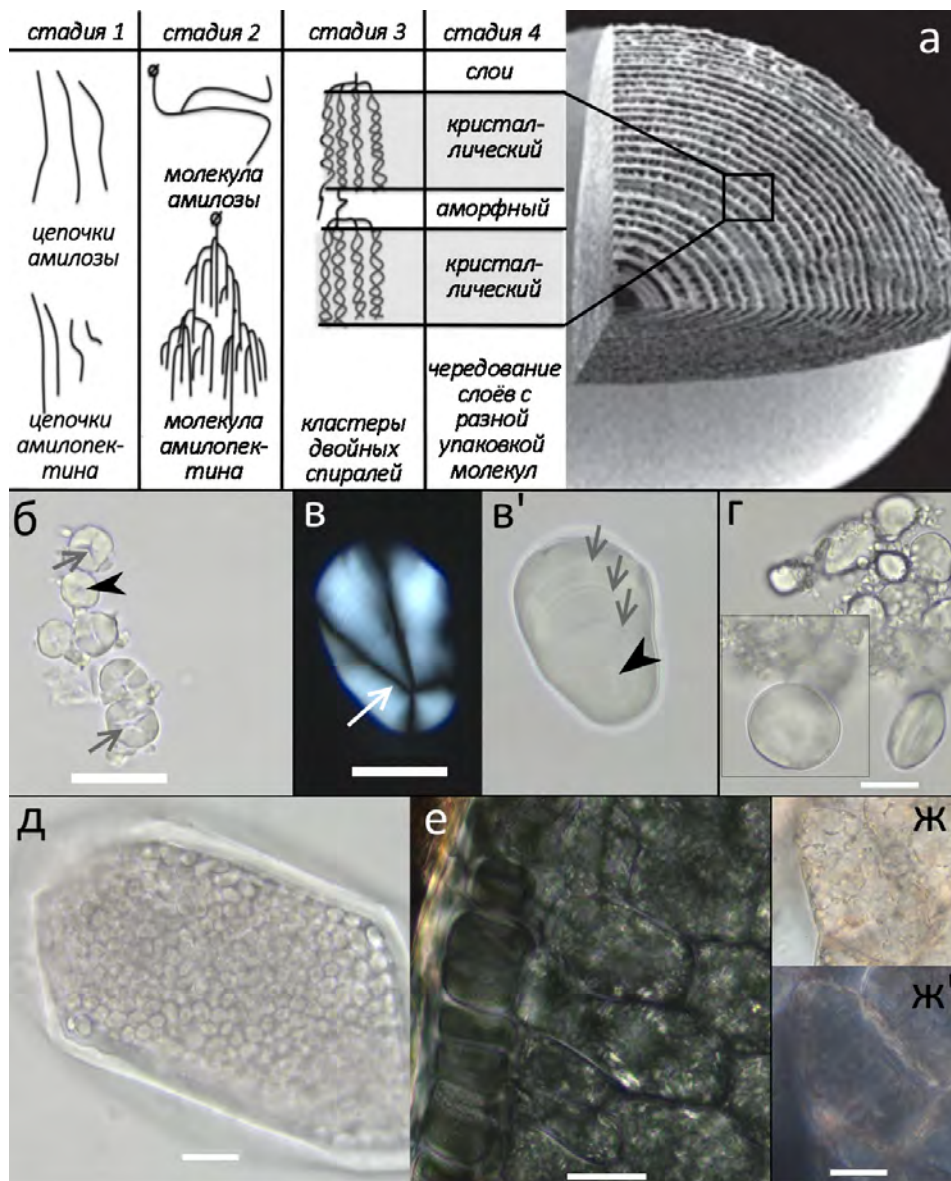 стадия 1
стадия 2
стадия 3
стадия 4
а
слои
кристал-
лический
аморфный
кристал-
лический
молекула
амилозы
цепочки
амилозы
цепочки
амилопек-
тина
молекула
амилопек-
тина
кластеры
двойных
спиралей
чередование
слоёв с
разной
упаковкой
молекул
б
в
в'
г
д
е
ж
ж'